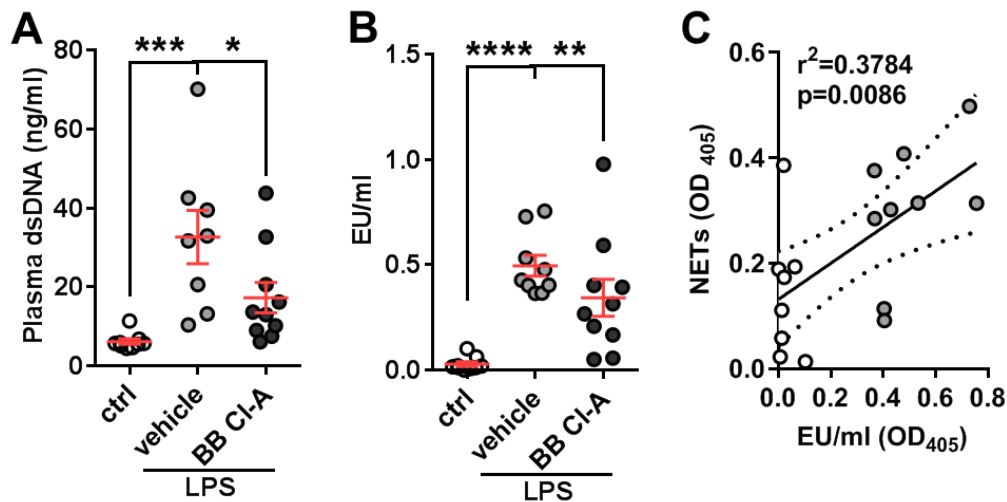 A
Plasma dsDNA (ng/ml)
80
60
40
20
0
***
*
ctrl
vehicle
BB Cl-A
LPS
B
EU/ml
1.5
1.0
0.5
0.0
****
**
ctrl
vehicle
BB Cl-A
LPS
C
NETs (OD 405)
0.6
0.4
0.2
0.0
r²=0.3784
p=0.0086
0.0 0.2 0.4 0.6 0.8
EU/ml (OD405)